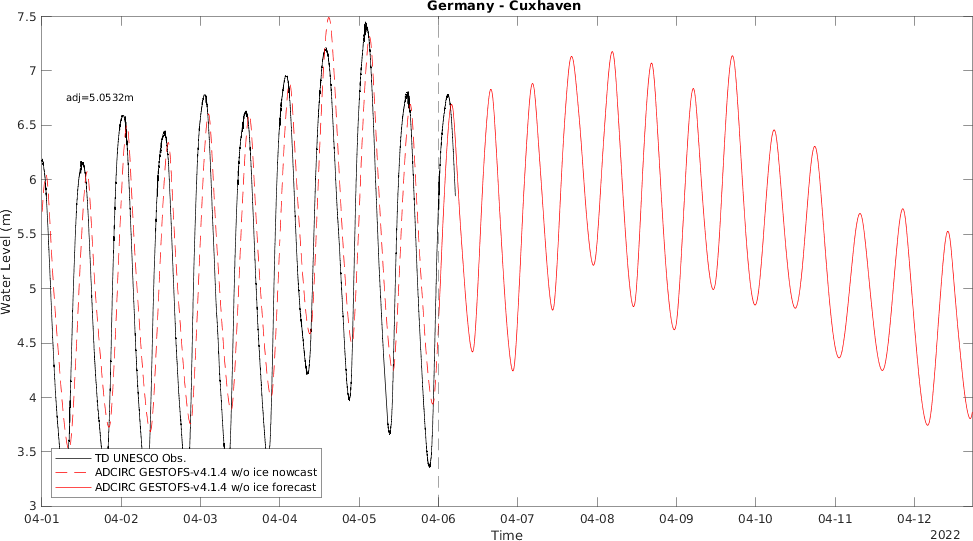 Germany - Cuxhaven
7.5
7
6.5
6
5.5
5
4.5
4
3.5
3
Water Level (m)
adj=5.0532m
TD UNESCO Obs.
ADCIRC GESTOFS-v4.1.4 w/o ice nowcast
ADCIRC GESTOFS-v4.1.4 w/o ice forecast
04-01 04-02 04-03 04-04 04-05 04-06 04-07 04-08 04-09 04-10 04-11 04-12
Time
2022